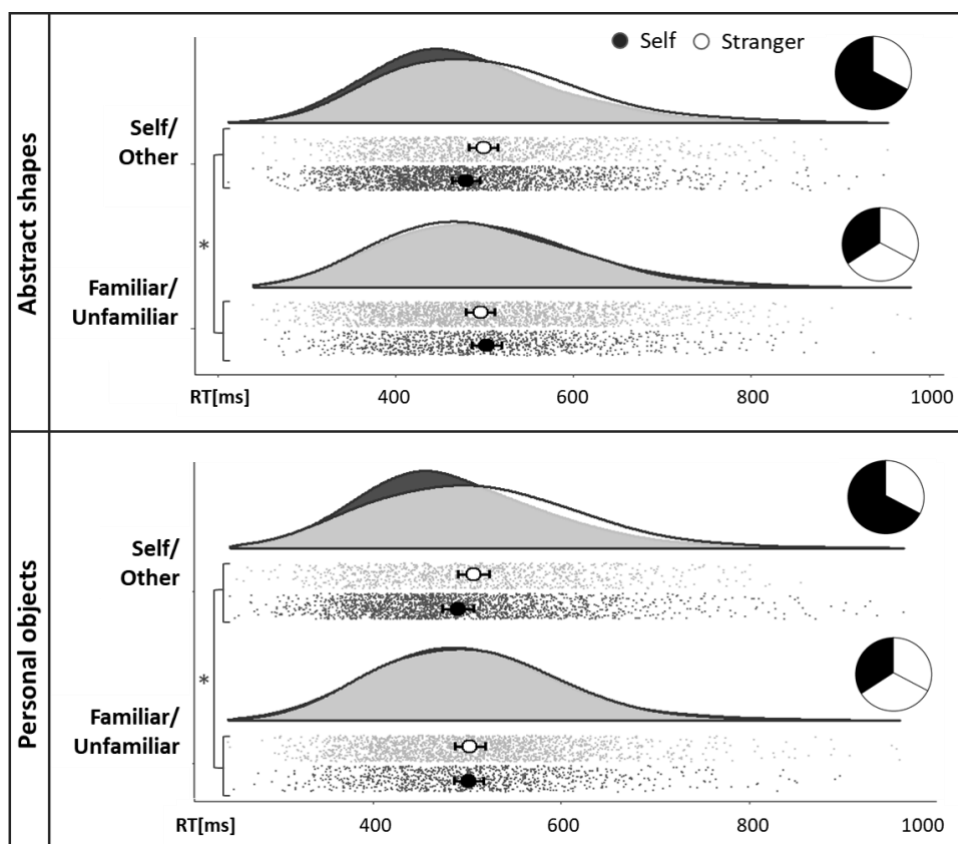 Abstract shapes
Self Stranger
Self/
Other
*
Familiar/
Unfamiliar
RT[ms] 400 600 800 1000
Personal objects
Self/
Other
*
Familiar/
Unfamiliar
RT[ms] 400 600 800 1000